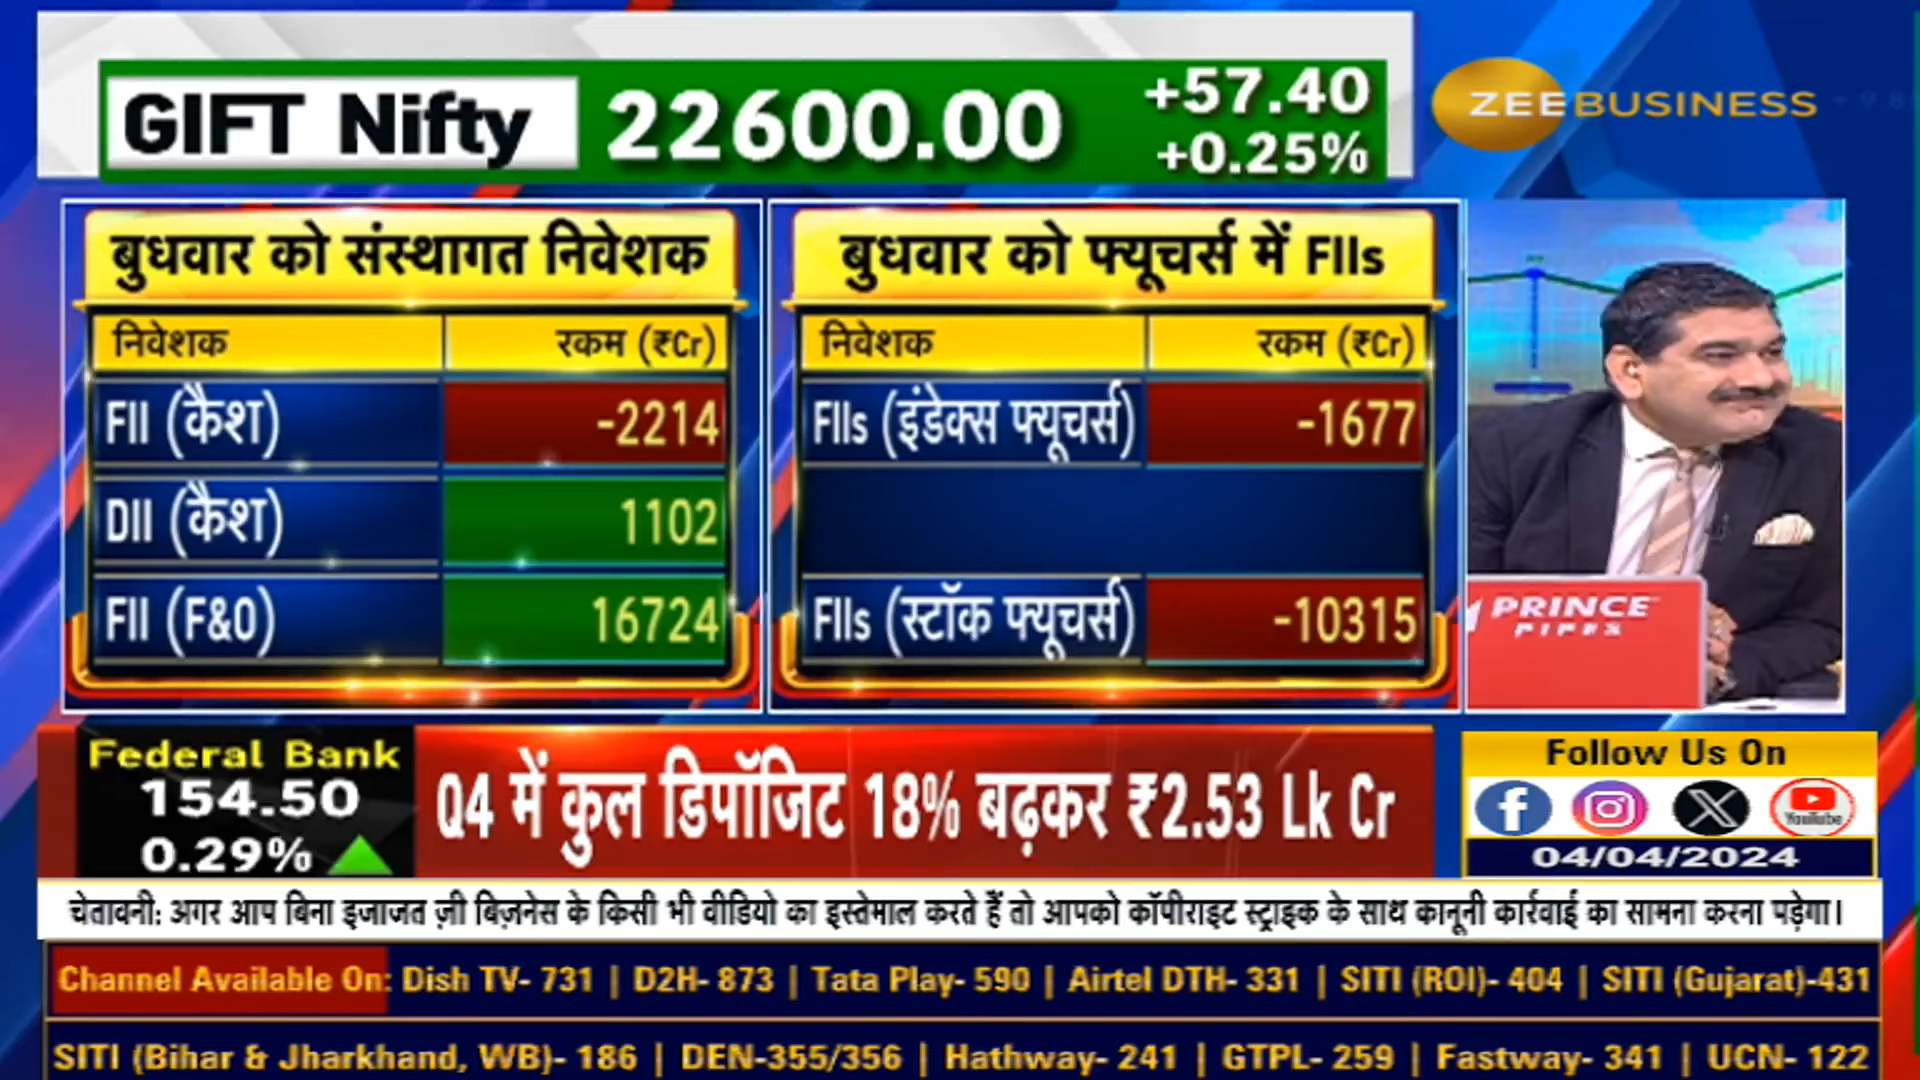 GIFT Nifty 22600.00 +57.40
+0.25%
ZEEBUSINESS
बुधवार को संस्थागत निवेशक
निवेशक रकम (₹Cr)
FII (कैश) -2214
DII (कैश) 1102
FII (F&O) 16724
बुधवार को फ्यूचर्स में FIIs
निवेशक रकम (₹Cr)
FIIs (इंडेक्स फ्यूचर्स) -1677
FIIs (स्टॉक फ्यूचर्स) -10315
PRINCE
PIPES
Federal Bank
154.50
0.29%
Q4 में कुल डिपॉजिट 18% बढ़कर ₹2.53 Lk Cr
Follow Us On
YouTube
04/04/2024
चेतावनी: अगर आप बिना इजाजत ज़ी बिज़नेस के किसी भी वीडियो का इस्तेमाल करते हैं तो आपको कॉपीराइट स्ट्राइक के साथ कानूनी कार्रवाई का सामना करना पड़ेगा।
Channel Available On: Dish TV- 731 | D2H- 873 | Tata Play- 590 | Airtel DTH- 331 | SITI (ROI)- 404 | SITI (Gujarat)-431
SITI (Bihar & Jharkhand, WB)- 186 | DEN-355/356 | Hathway- 241 | GTPL- 259 | Fastway- 341 | UCN- 122